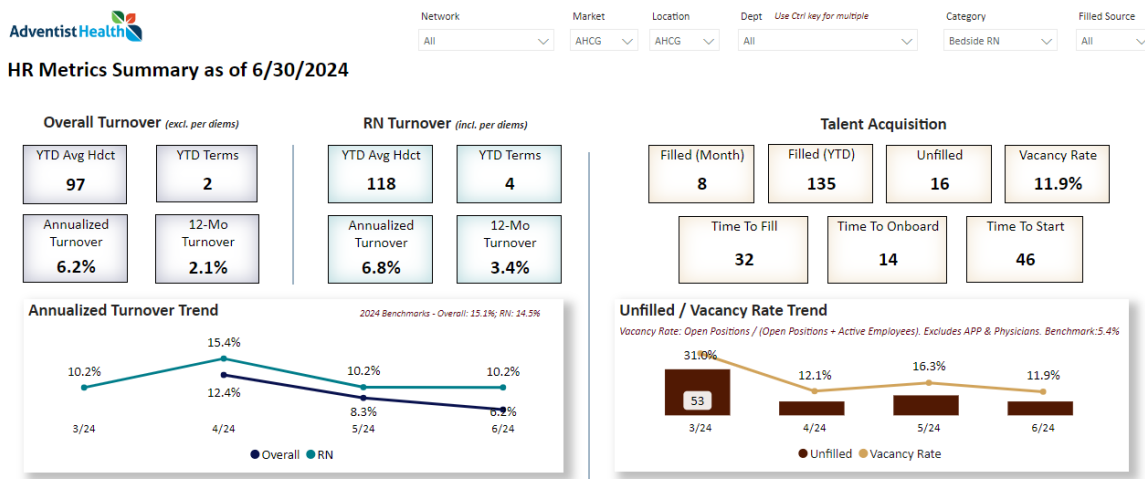 Adventist Health
Network
Market
Location
Dept Use Ctrl key for multiple
Category
Filled Source
All
AHCG
AHCG
All
Bedside RN
All
HR Metrics Summary as of 6/30/2024
Overall Turnover (excl. per diems)
YTD Avg Hdct
97
YTD Terms
2
Annualized
Turnover
6.2%
12-Mo
Turnover
2.1%
RN Turnover (incl. per diems)
YTD Avg Hdct
118
YTD Terms
4
Annualized
Turnover
6.8%
12-Mo
Turnover
3.4%
Talent Acquisition
Filled (Month)
8
Filled (YTD)
135
Unfilled
16
Vacancy Rate
11.9%
Time To Fill
32
Time To Onboard
14
Time To Start
46
Annualized Turnover Trend
2024 Benchmarks - Overall: 15.1%; RN: 14.5%
15.4%
10.2%
10.2%
10.2%
12.4%
8.3%
6.2%
3/24
4/24
5/24
6/24
Overall
RN
Unfilled / Vacancy Rate Trend
Vacancy Rate: Open Positions / (Open Positions + Active Employees). Excludes APP & Physicians. Benchmark:5.4%
31.0%
12.1%
16.3%
11.9%
53
3/24
4/24
5/24
6/24
Unfilled
Vacancy Rate